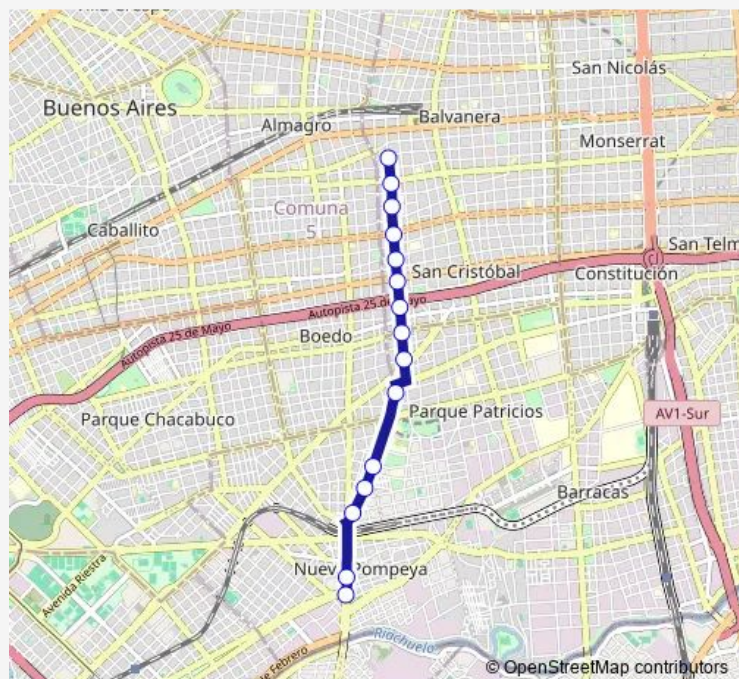 San Nicolás
Buenos Aires
Almagro
Balvanera
Monserrat
Comuna
5
Caballito
San Telm
San Cristóbal
Constitución
Autopista 25 de Mayo
Boedo
Autopista 25 de Mayo
Parque Chacabuco
Parque Patricios
AV1-Sur
Barracas
Nueva Pompeya
Avenida Riestra
Riachuelo
te Febrero
© OpenStreetMap contributors